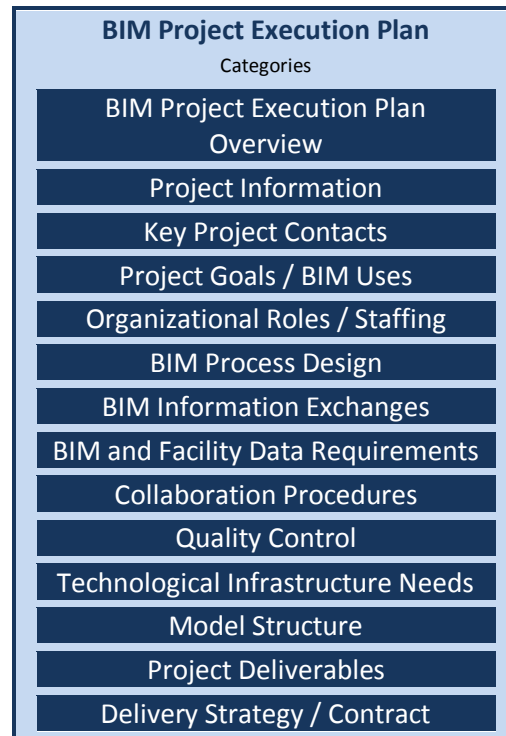 BIM Project Execution Plan
Categories
BIM Project Execution Plan
Overview
Project Information
Key Project Contacts
Project Goals / BIM Uses
Organizational Roles / Staffing
BIM Process Design
BIM Information Exchanges
BIM and Facility Data Requirements
Collaboration Procedures
Quality Control
Technological Infrastructure Needs
Model Structure
Project Deliverables
Delivery Strategy / Contract